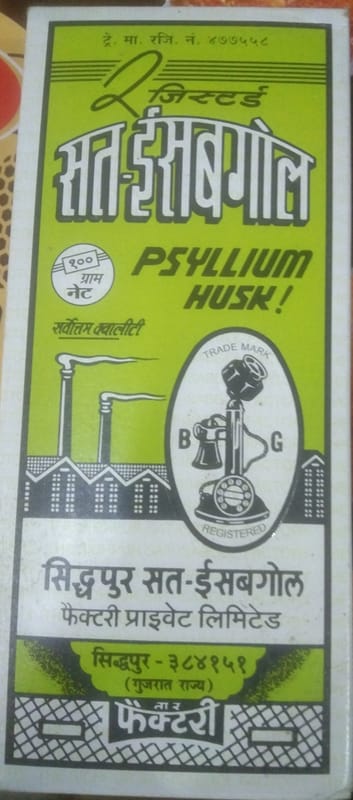 ट्रे. मा. रजि. नं. ४७७५५८
रजिस्टर्ड
सत-ईसबगोल
१००
ग्राम
नेट
PSYLLIUM
HUSK!
सर्वोत्तम क्वालीटी
TRADE MARK
B G
REGISTERED
सिद्धपुर सत-ईसबगोल
फैक्टरी प्राइवेट लिमिटेड
सिद्धपुर - ३८४१५१
(गुजरात राज्य)
तार
फैक्टरी